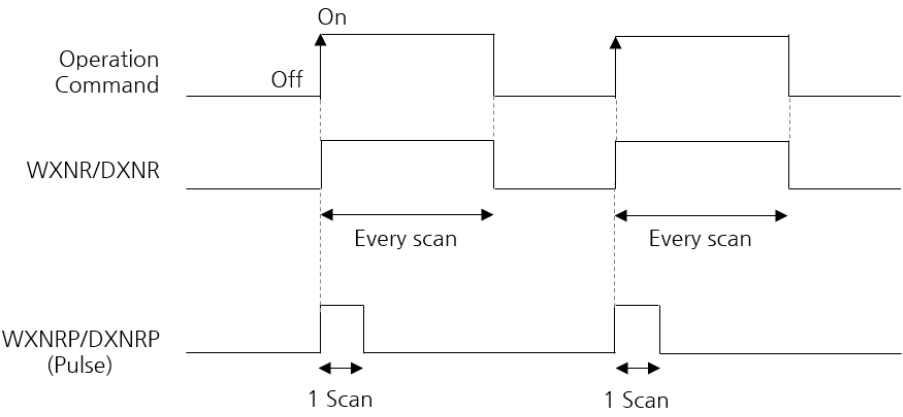 On
Operation
Command
Off
WXNR/DXNR
Every scan
Every scan
WXNRP/DXNRP
(Pulse)
1 Scan
1 Scan